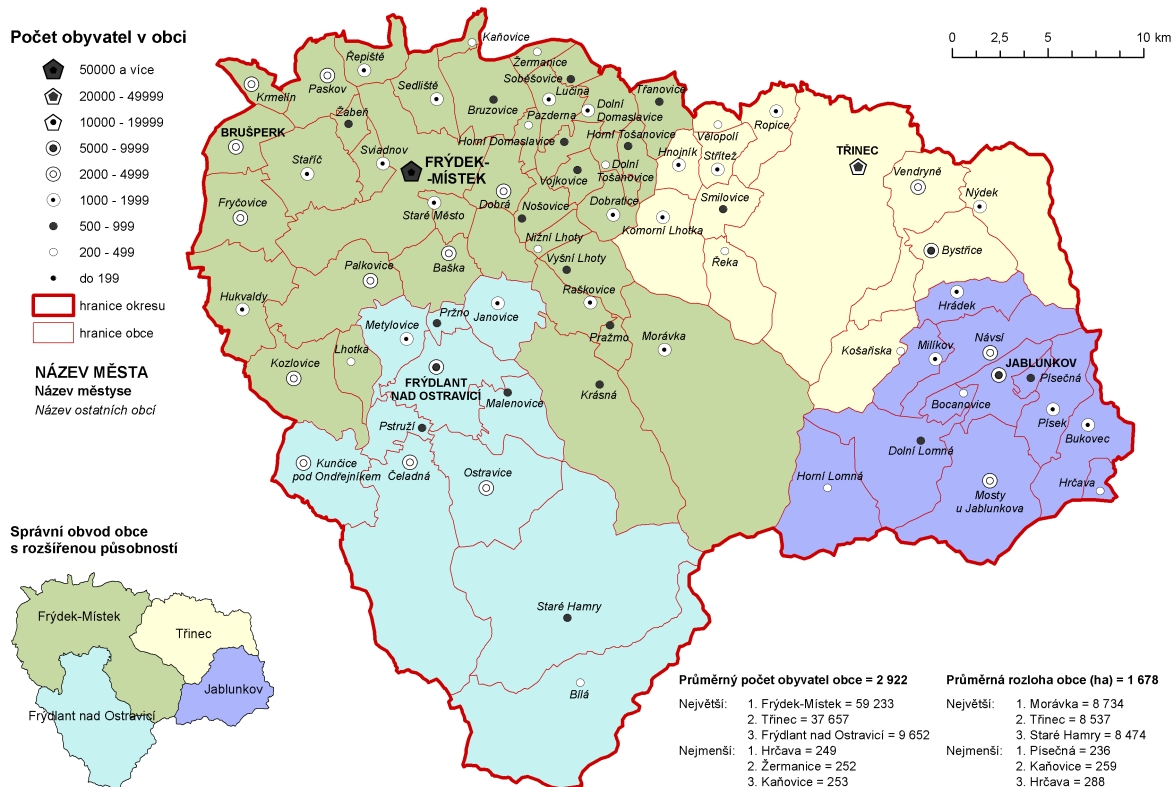 Počet obyvatel v obci
50000 a více
20000 - 49999
10000 - 19999
5000 - 9999
2000 - 4999
1000 - 1999
500 - 999
200 - 499
do 199
hranice okresu
hranice obce
NÁZEV MĚSTA
Název městyse
Název ostatních obcí
0 2,5 5 10 km
Kaňovice
Řepiště
Žermanice
Soběšovice
Paskov
Sedliště
Lučina
Třanovice
Krmelín
Bruzovice
Dolní
Domaslavice
Žabeň
Pazderna
Ropice
Vělopolí
BRUŠPERK
Horní Domaslavice
Horní Tošanovice
Hnojník
Střítež
TŘINEC
Staříč
Sviadnov
FRÝDEK-
-MÍSTEK
Dolní
Tošanovice
Vojkovice
Vendryně
Nýdek
Fryčovice
Staré Město
Dobrá
Nošovice
Dobratice
Smilovice
Komorní Lhotka
Nižní Lhoty
Bystřice
Palkovice
Baška
Vyšní Lhoty
Řeka
Hukvaldy
Raškovice
Hrádek
Metylovice
Pržno
Janovice
Pražmo
Morávka
Košařiska
Milíkov
Návsí
Kozlovice
Lhotka
JABLUNKOV
Písečná
FRÝDLANT
NAD OSTRAVICÍ
Malenovice
Krásná
Bocanovice
Písek
Bukovec
Pstruží
Dolní Lomná
Kunčice
pod Ondřejníkem
Čeladná
Ostravice
Horní Lomná
Mosty
u Jablunkova
Hrčava
Staré Hamry
Bílá
Správní obvod obce
s rozšířenou působností
Frýdek-Místek
Třinec
Jablunkov
Frýdlant nad Ostravicí
Průměrný počet obyvatel obce = 2 922
Největší: 1. Frýdek-Místek = 59 233
2. Třinec = 37 657
3. Frýdlant nad Ostravicí = 9 652
Nejmenší: 1. Hrčava = 249
2. Žermanice = 252
3. Kaňovice = 253
Průměrná rozloha obce (ha) = 1 678
Největší: 1. Morávka = 8 734
2. Třinec = 8 537
3. Staré Hamry = 8 474
Nejmenší: 1. Písečná = 236
2. Kaňovice = 259
3. Hrčava = 288